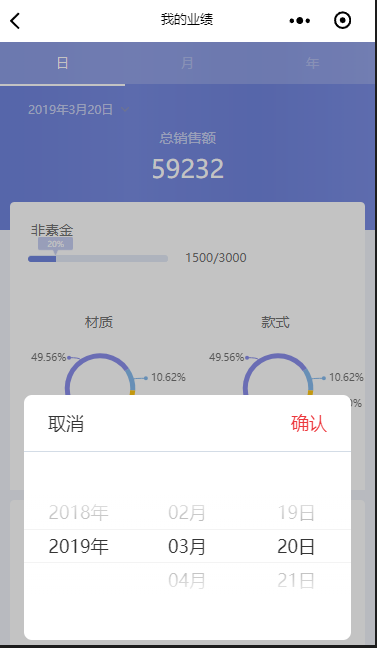 我的业绩
日 月 年
2019年3月20日
总销售额
59232
非素金
20%
1500/3000
材质 款式
49.56% 49.56%
10.62% 10.62%
0%
取消 确认
2018年 02月 19日
2019年 03月 20日
04月 21日